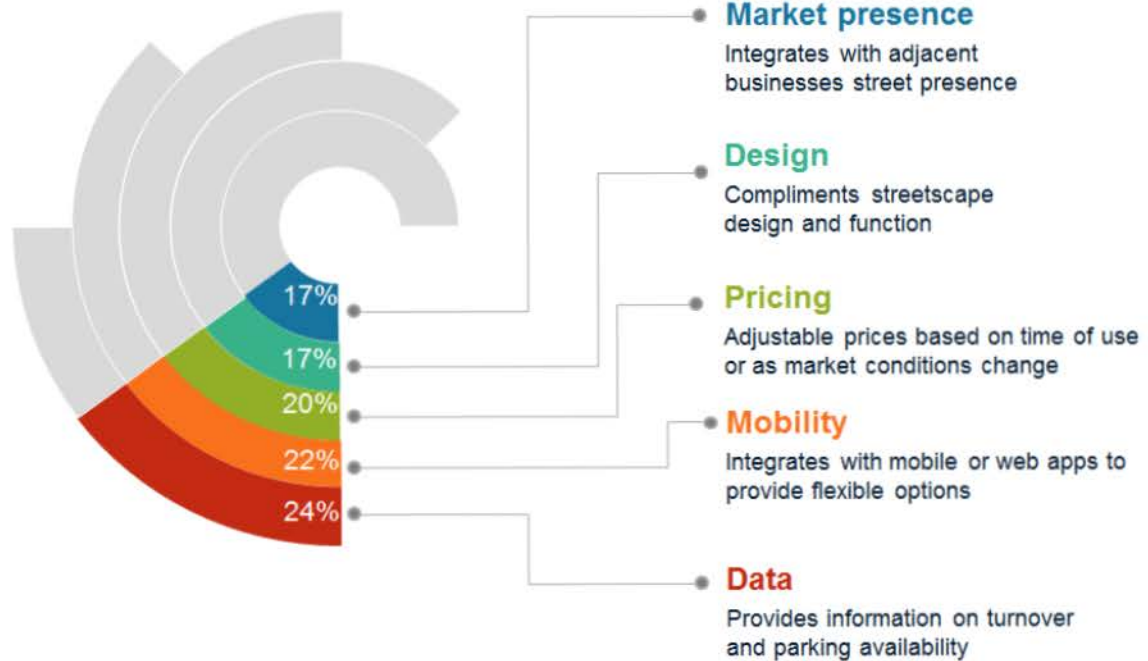 Market presence
Integrates with adjacent
businesses street presence
Design
Compliments streetscape
design and function
17%
Pricing
17%
Adjustable prices based on time of use
or as market conditions change
20%
Mobility
22%
Integrates with mobile or web apps to
provide flexible options
24%
Data
Provides information on turnover
and parking availability